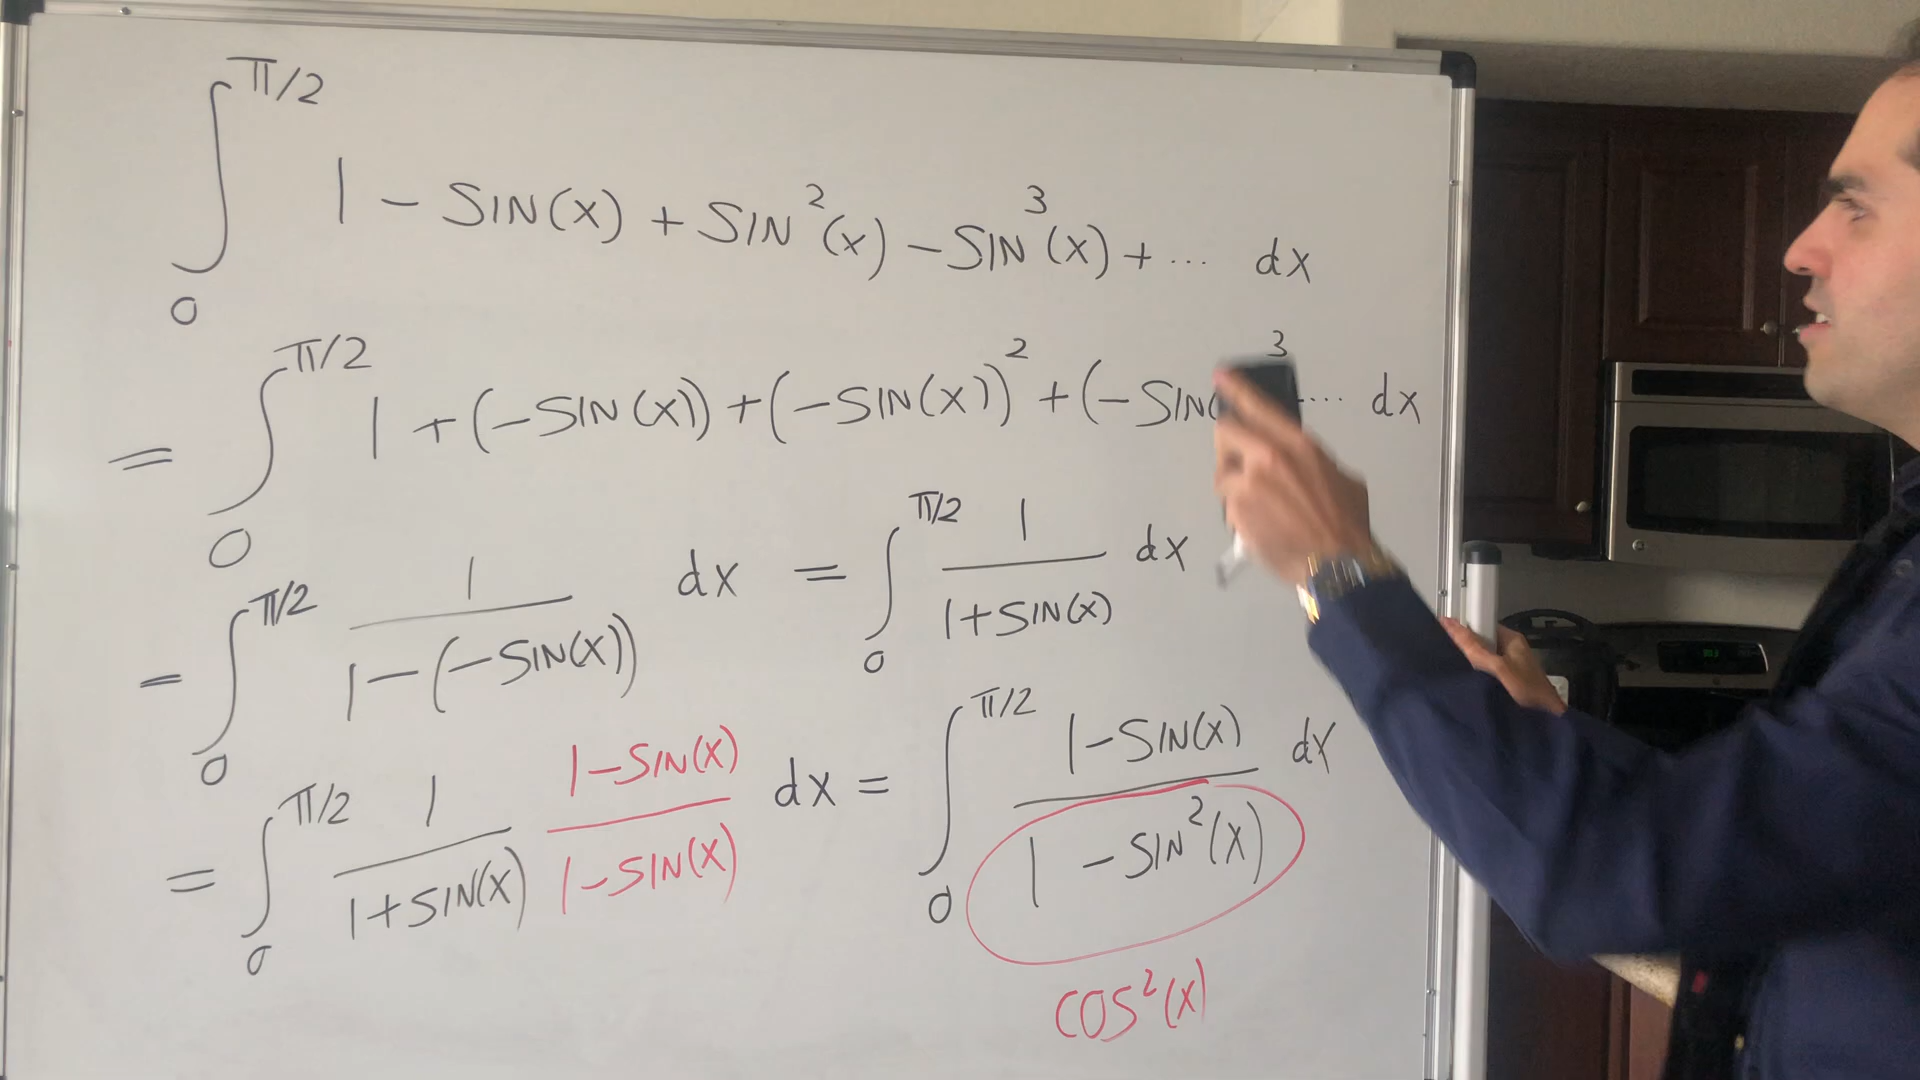 ∫₀^π/2 1 - SIN(x) + SIN²(x) - SIN³(x) + ... dx
= ∫₀^π/2 1 + (-SIN(x)) + (-SIN(x))² + (-SIN ³ ... dx
= ∫₀^π/2 1/(1-(-SIN(x))) dx = ∫₀^π/2 1/(1+SIN(x)) dx
= ∫₀^π/2 1/(1+SIN(x)) (1-SIN(x))/(1-SIN(x)) dx = ∫₀^π/2 (1-SIN(x))/(1-SIN²(x)) dx
COS²(x)